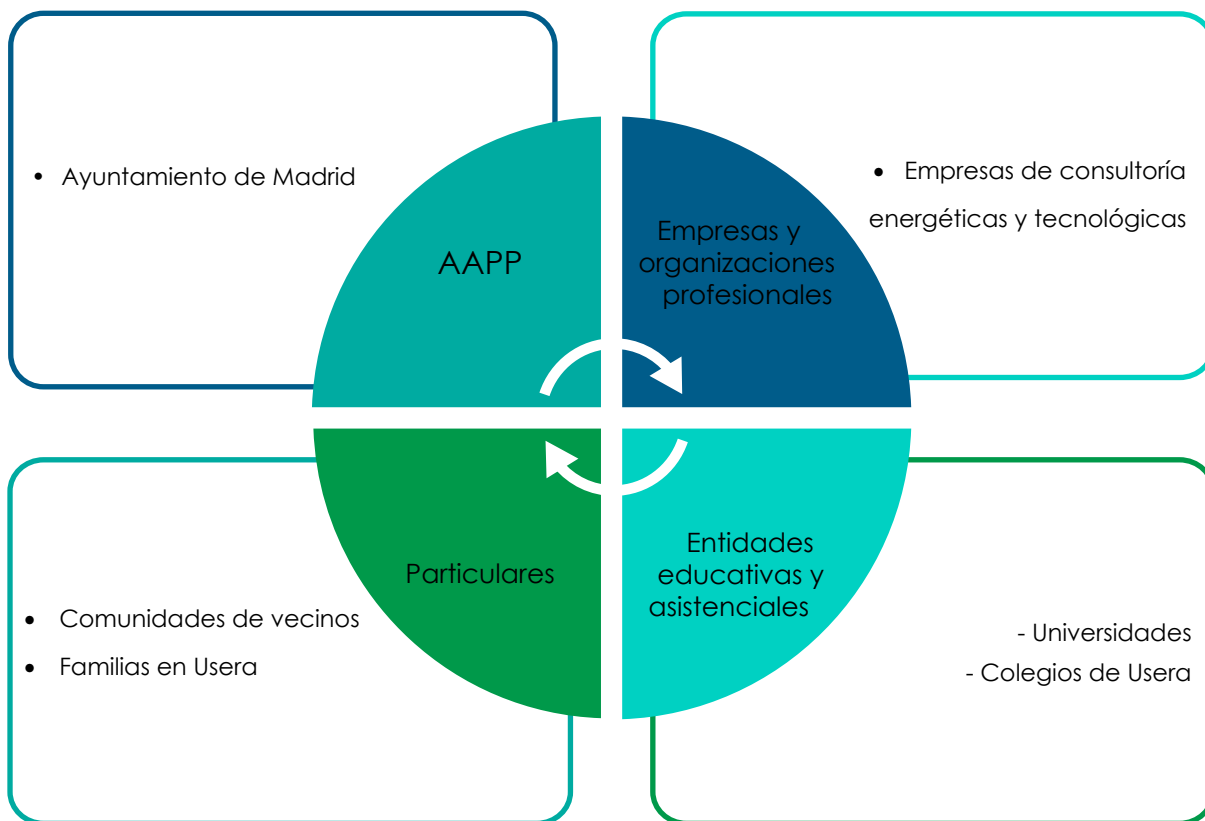 • Ayuntamiento de Madrid
AAPP
Empresas y
organizaciones
profesionales
• Empresas de consultoría
energéticas y tecnológicas
Particulares
• Comunidades de vecinos
• Familias en Usera
Entidades
educativas y
asistenciales
- Universidades
- Colegios de Usera